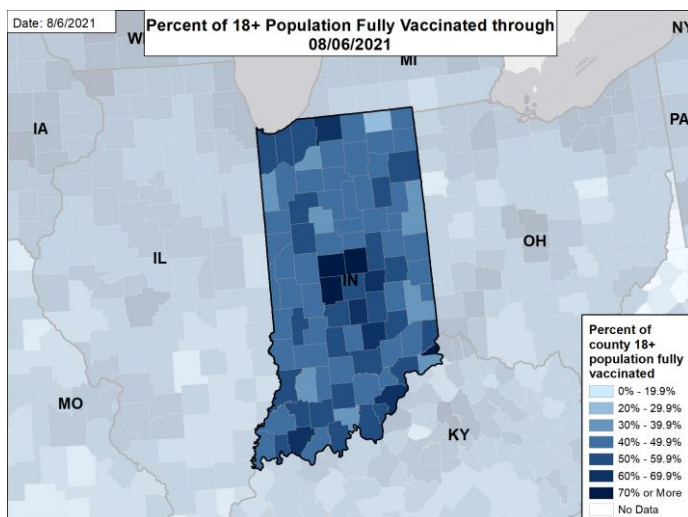 Date: 8/6/2021
Percent of 18+ Population Fully Vaccinated through
08/06/2021
MI
NY
IA
PA
IL
IN
OH
MO
KY
Percent of
county 18+
population fully
vaccinated
0% - 19.9%
20% - 29.9%
30% - 39.9%
40% - 49.9%
50% - 59.9%
60% - 69.9%
70% or More
No Data